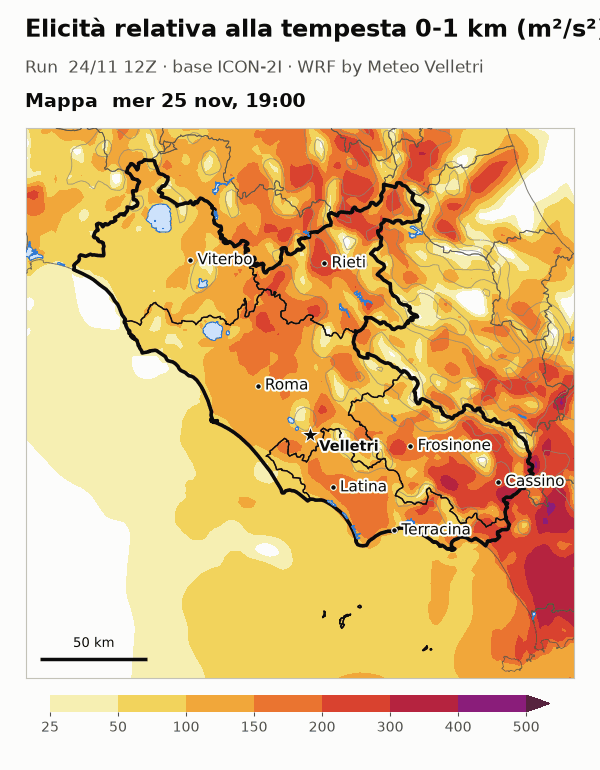 Elicità relativa alla tempesta 0-1 km (m²/s²)
Run 24/11 12Z · base ICON-2I · WRF by Meteo Velletri
Mappa mer 25 nov, 19:00
Viterbo
Rieti
Roma
Velletri
Frosinone
Cassino
Latina
Terracina
50 km
25 50 100 150 200 300 400 500